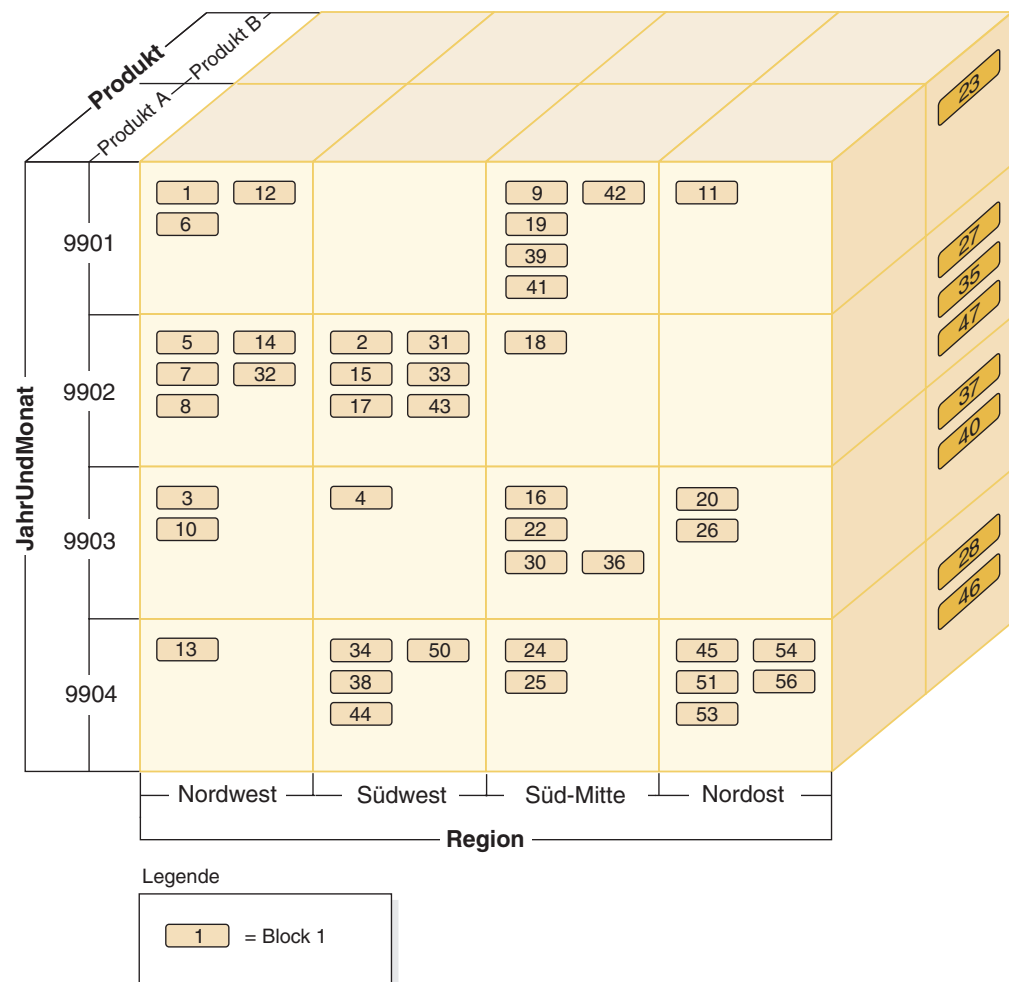 Produkt
Produkt B
Produkt A
23
1 12 9 42 11
6 19
9901
39
41
27
35
47
5 14 2 31 18
7 32 15 33
9902
8 17 43
37
40
JahrUndMonat
3 4 16 20
10 22 26
9903
30 36
28
46
13 34 50 24 45 54
38 25 51 56
9904
44 53
Nordwest Südwest Süd-Mitte Nordost
Region
Legende
1 = Block 1